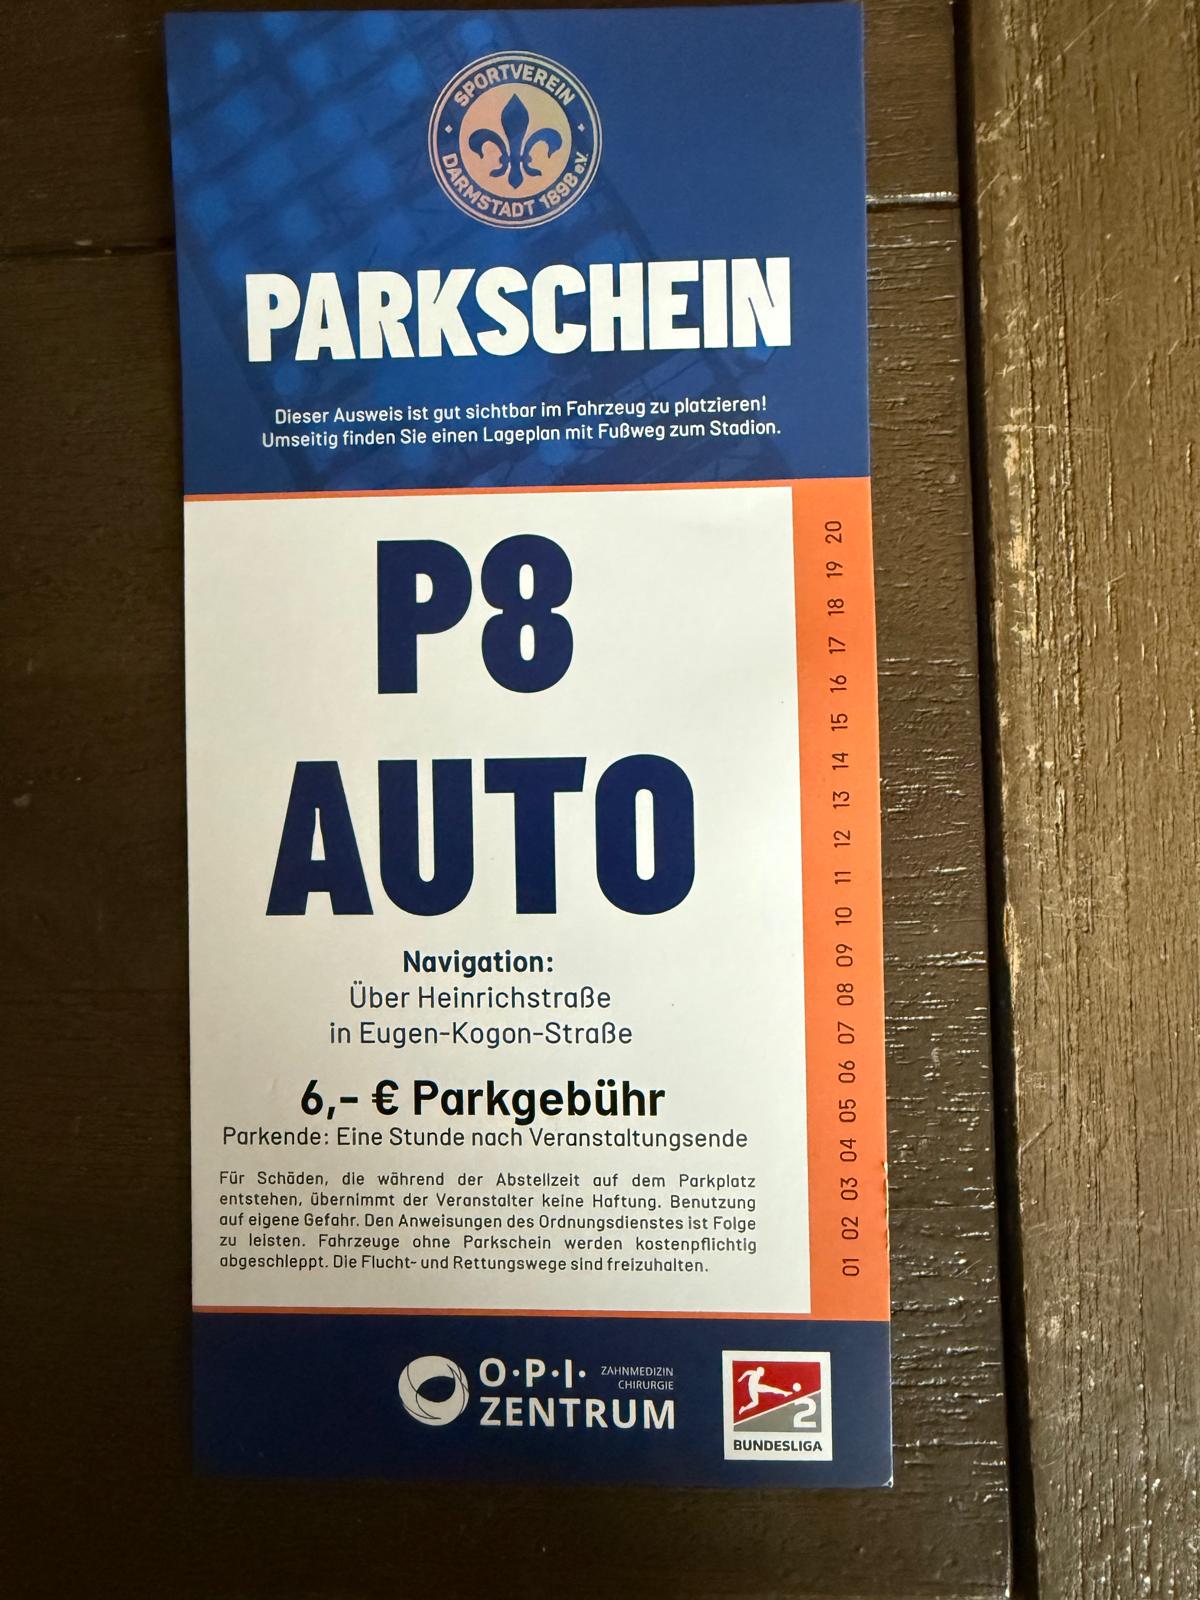 SPORTVEREIN
DARMSTADT 1898 e.V.
PARKSCHEIN
Dieser Ausweis ist gut sichtbar im Fahrzeug zu platzieren!
Umseitig finden Sie einen Lageplan mit Fußweg zum Stadion.
P8
AUTO
Navigation:
Über Heinrichstraße
in Eugen-Kogon-Straße
6,- € Parkgebühr
Parkende: Eine Stunde nach Veranstaltungsende
Für Schäden, die während der Abstellzeit auf dem Parkplatz
entstehen, übernimmt der Veranstalter keine Haftung. Benutzung
auf eigene Gefahr. Den Anweisungen des Ordnungsdienstes ist Folge
zu leisten. Fahrzeuge ohne Parkschein werden kostenpflichtig
abgeschleppt. Die Flucht- und Rettungswege sind freizuhalten.
01 02 03 04 05 06 07 08 09 10 11 12 13 14 15 16 17 18 19 20
O·P·I· ZAHNMEDIZIN
CHIRURGIE
ZENTRUM
2
BUNDESLIGA